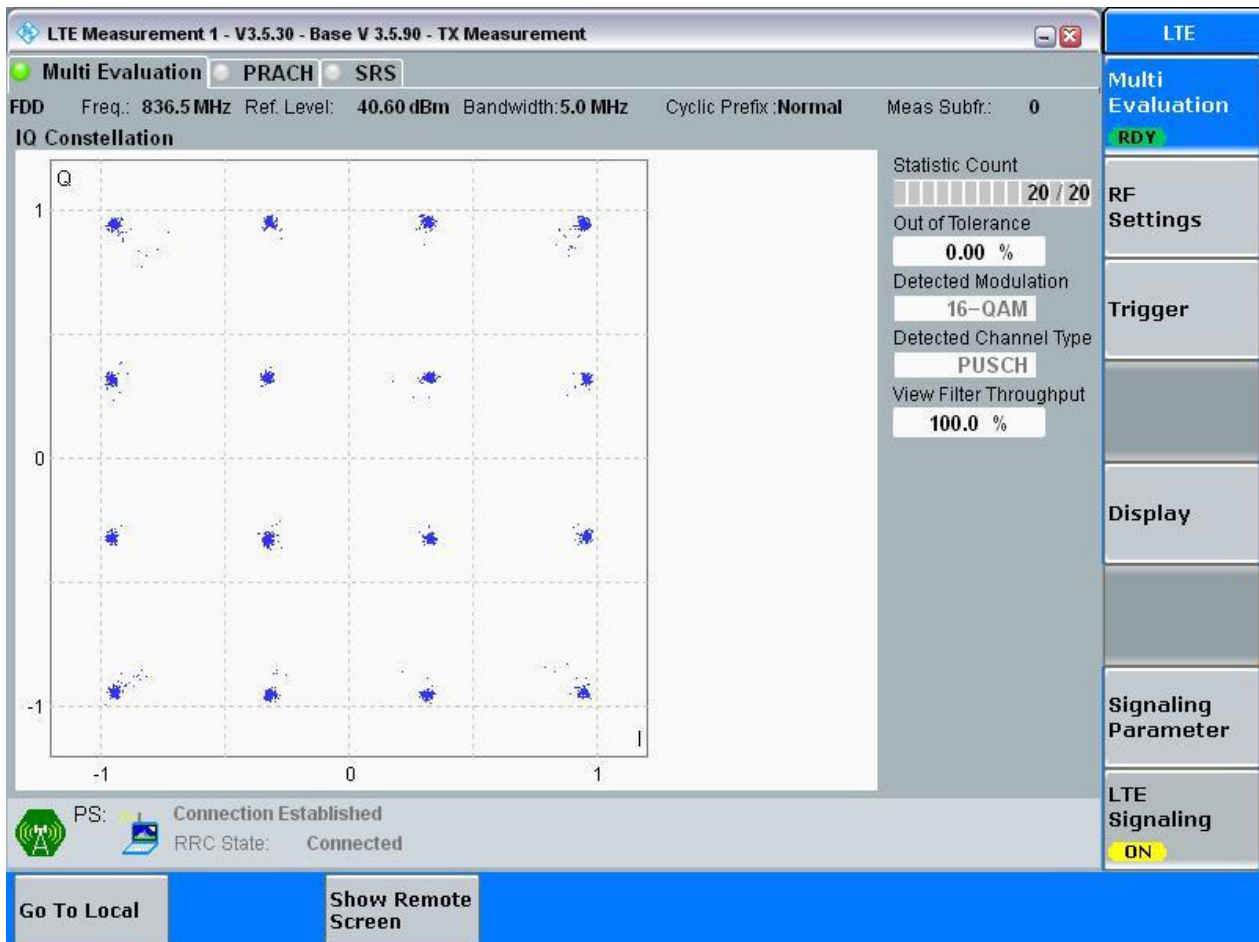 LTE Measurement 1 - V3.5.30 - Base V 3.5.90 - TX Measurement
LTE
Multi Evaluation PRACH SRS
FDD Freq.: 836.5 MHz Ref. Level: 40.60 dBm Bandwidth:5.0 MHz Cyclic Prefix :Normal Meas Subfr.: 0
IQ Constellation
Q
1
0
-1
I
-1 0 1
Statistic Count
20 / 20
Out of Tolerance
0.00 %
Detected Modulation
16-QAM
Detected Channel Type
PUSCH
View Filter Throughput
100.0 %
Multi
Evaluation
RDY
RF
Settings
Trigger
Display
Signaling
Parameter
LTE
Signaling
ON
PS: Connection Established
RRC State: Connected
Go To Local
Show Remote
Screen